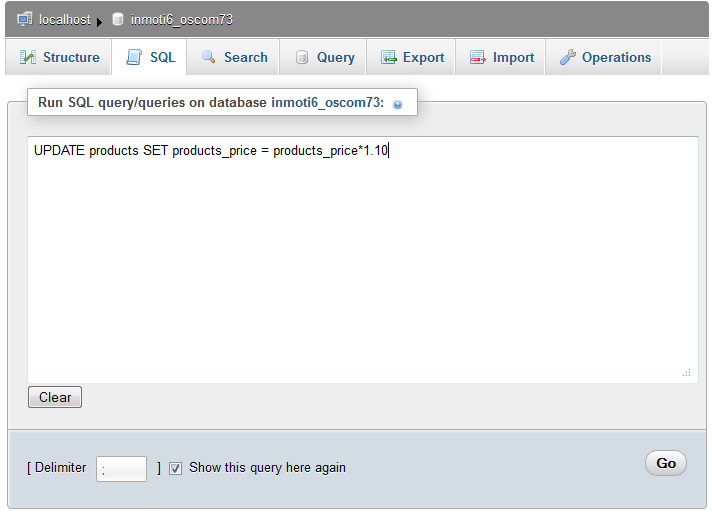 localhost inmoti6_oscom73
Structure SQL Search Query Export Import Operations
Run SQL query/queries on database inmoti6_oscom73:
UPDATE products SET products_price = products_price*1.10
Clear
[ Delimiter ; ] Show this query here again
Go